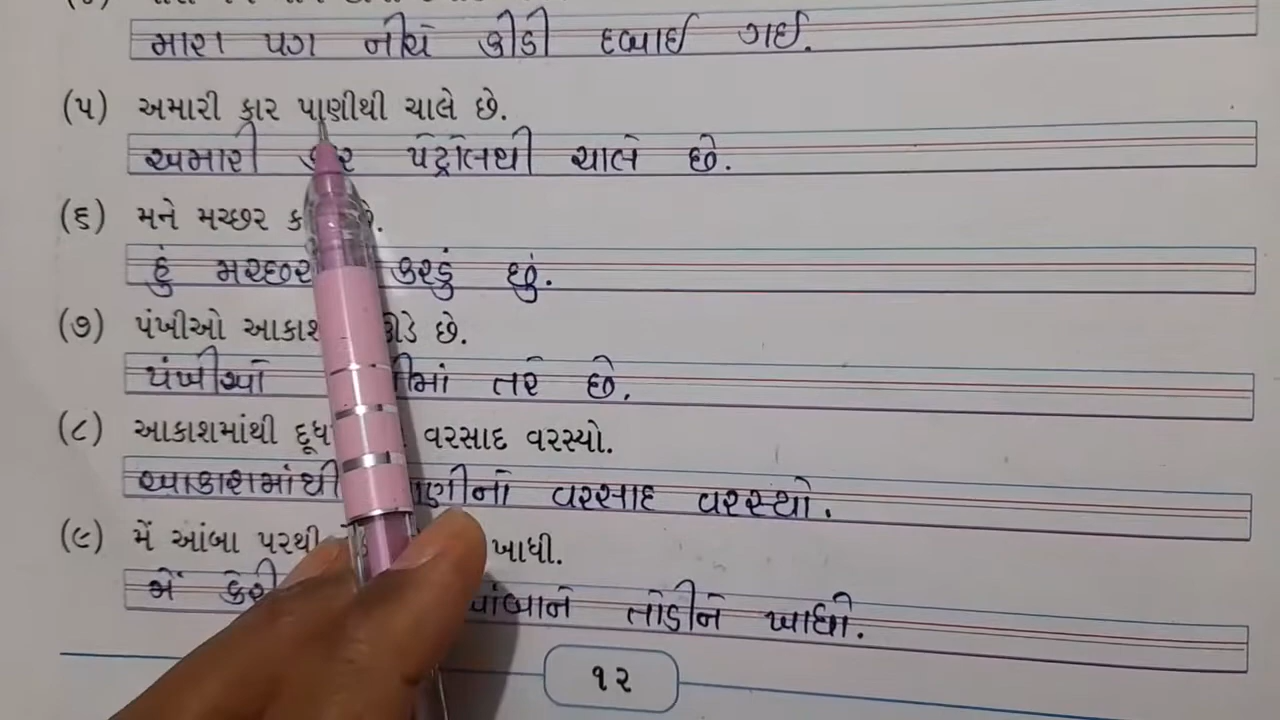 મારા પગ નીચે કીડી દબાઈ ગઈ.
(૫) અમારી કાર પાણીથી ચાલે છે.
અમારી કાર પેટ્રોલથી ચાલે છે.
(૬) મને મચ્છર છે.
હું મચ્છર કરડું છું.
(૭) પંખીઓ આકાશ ઊડે છે.
પંખીઓ તરે છે.
(૮) આકાશમાંથી દૂધ વરસાદ વરસ્યો.
આકાશમાંથી પાણીનો વરસાદ વરસ્યો.
(૯) મેં આંબા પરથી ખાધી.
મેં કેરી આંબાને તોડીને ખાધી.
૧૨